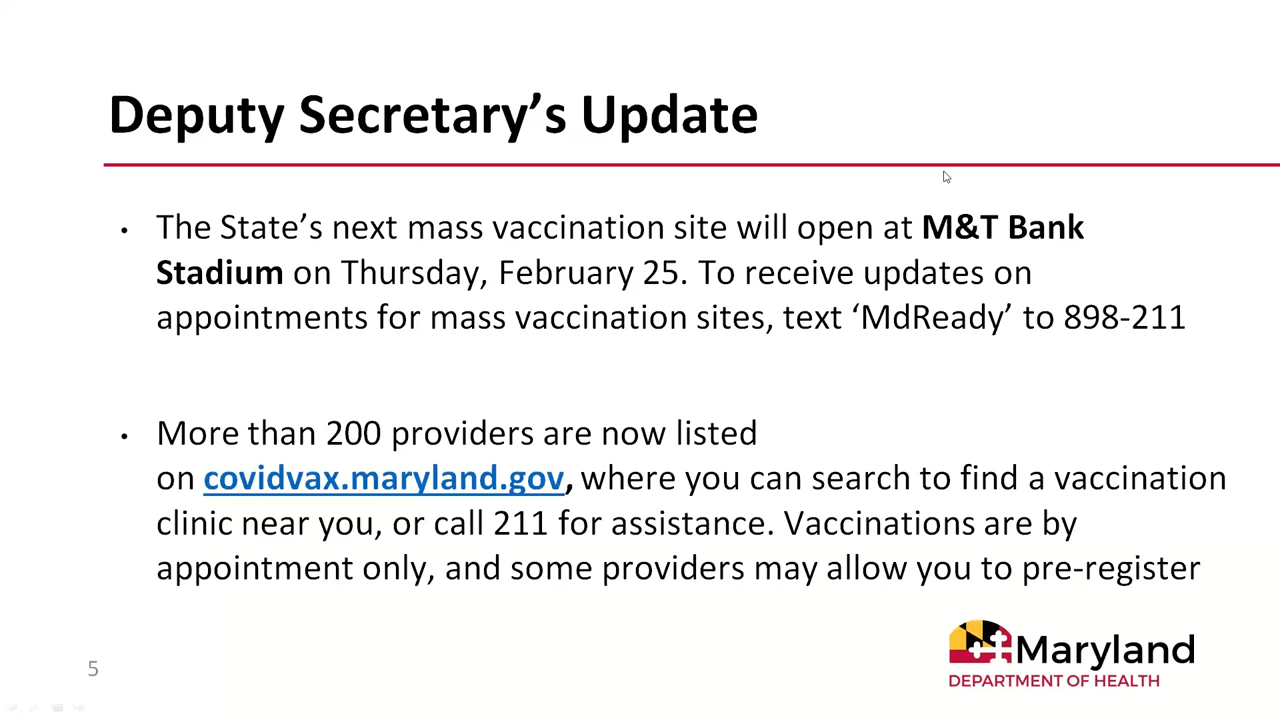 Deputy Secretary’s Update
• The State’s next mass vaccination site will open at M&T Bank
Stadium on Thursday, February 25. To receive updates on
appointments for mass vaccination sites, text ‘MdReady’ to 898-211
• More than 200 providers are now listed
on covidvax.maryland.gov, where you can search to find a vaccination
clinic near you, or call 211 for assistance. Vaccinations are by
appointment only, and some providers may allow you to pre-register
Maryland
DEPARTMENT OF HEALTH
5